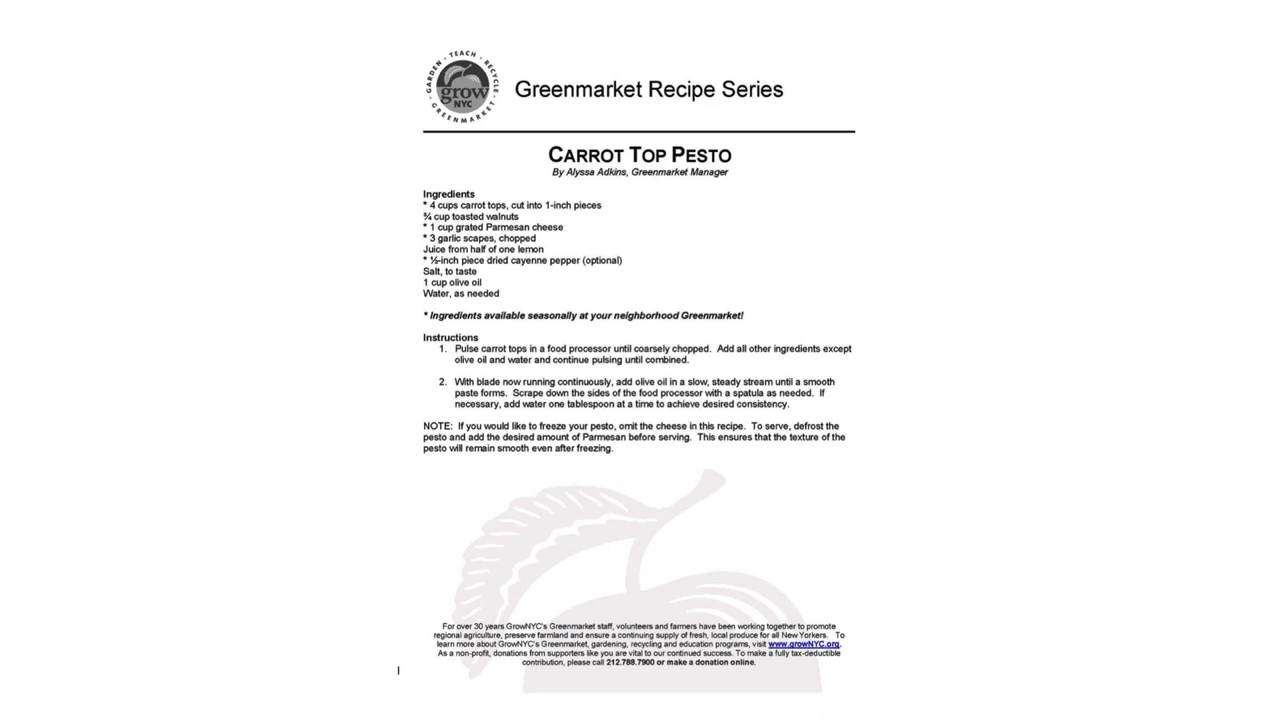 GARDEN · TEACH · RECYCLE · GREENMARKET ·
grow
NYC
Greenmarket Recipe Series
CARROT TOP PESTO
By Alyssa Adkins, Greenmarket Manager
Ingredients
* 4 cups carrot tops, cut into 1-inch pieces
¾ cup toasted walnuts
* 1 cup grated Parmesan cheese
* 3 garlic scapes, chopped
Juice from half of one lemon
* ½-inch piece dried cayenne pepper (optional)
Salt, to taste
1 cup olive oil
Water, as needed
* Ingredients available seasonally at your neighborhood Greenmarket!
Instructions
1. Pulse carrot tops in a food processor until coarsely chopped. Add all other ingredients except
olive oil and water and continue pulsing until combined.
2. With blade now running continuously, add olive oil in a slow, steady stream until a smooth
paste forms. Scrape down the sides of the food processor with a spatula as needed. If
necessary, add water one tablespoon at a time to achieve desired consistency.
NOTE: If you would like to freeze your pesto, omit the cheese in this recipe. To serve, defrost the
pesto and add the desired amount of Parmesan before serving. This ensures that the texture of the
pesto will remain smooth even after freezing.
For over 30 years GrowNYC's Greenmarket staff, volunteers and farmers have been working together to promote
regional agriculture, preserve farmland and ensure a continuing supply of fresh, local produce for all New Yorkers. To
learn more about GrowNYC's Greenmarket, gardening, recycling and education programs, visit www.growNYC.org.
As a non-profit, donations from supporters like you are vital to our continued success. To make a fully tax-deductible
contribution, please call 212.788.7900 or make a donation online.